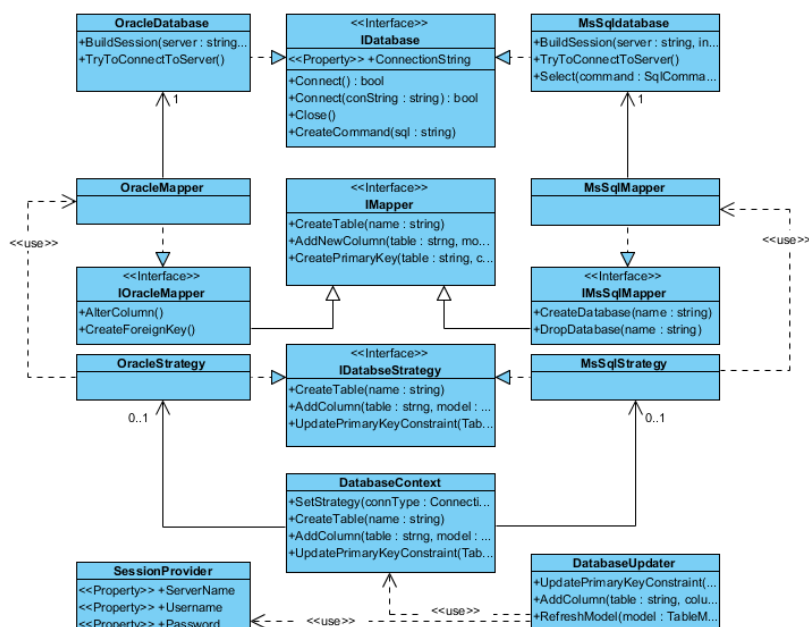 OracleDatabase
+BuildSession(server : string...
+TryToConnectToServer()
<<Interface>>
IDatabase
<<Property>> +ConnectionString
+Connect() : bool
+Connect(conString : string) : bool
+Close()
+CreateCommand(sql : string)
MsSqldatabase
+BuildSession(server : string, in...
+TryToConnectToServer()
+Select(command : SqlComma...
1
1
OracleMapper
<<Interface>>
IMapper
+CreateTable(name : string)
+AddNewColumn(table : strng, mo...
+CreatePrimaryKey(table : string, c...
MsSqlMapper
<<use>>
<<use>>
<<Interface>>
IOracleMapper
+AlterColumn()
+CreateForeignKey()
<<Interface>>
IMsSqlMapper
+CreateDatabase(name : string)
+DropDatabase(name : string)
OracleStrategy
<<Interface>>
IDatabseStrategy
+CreateTable(name : string)
+AddColumn(table : strng, model : ...
+UpdatePrimaryKeyConstraint(Tab...
MsSqlStrategy
0..1
0..1
DatabaseContext
+SetStrategy(connType : Connecti...
+CreateTable(name : string)
+AddColumn(table : strng, model : ...
+UpdatePrimaryKeyConstraint(Tab...
SessionProvider
<<Property>> +ServerName
<<Property>> +Username
<<Property>> +Password
DatabaseUpdater
+UpdatePrimaryKeyConstraint(...
+AddColumn(table : string, colu...
+RefreshModel(model : TableM...
<<use>>
<<use>>